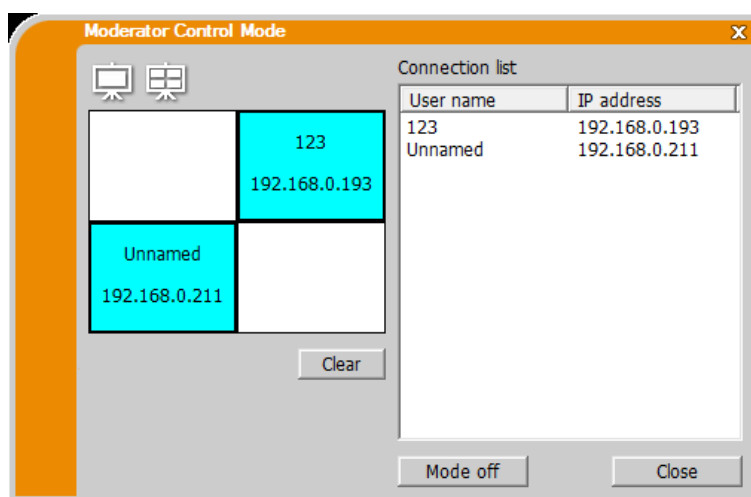 Moderator Control Mode
X
Connection list
User name IP address
123 192.168.0.193
Unnamed 192.168.0.211
123
192.168.0.193
Unnamed
192.168.0.211
Clear
Mode off
Close